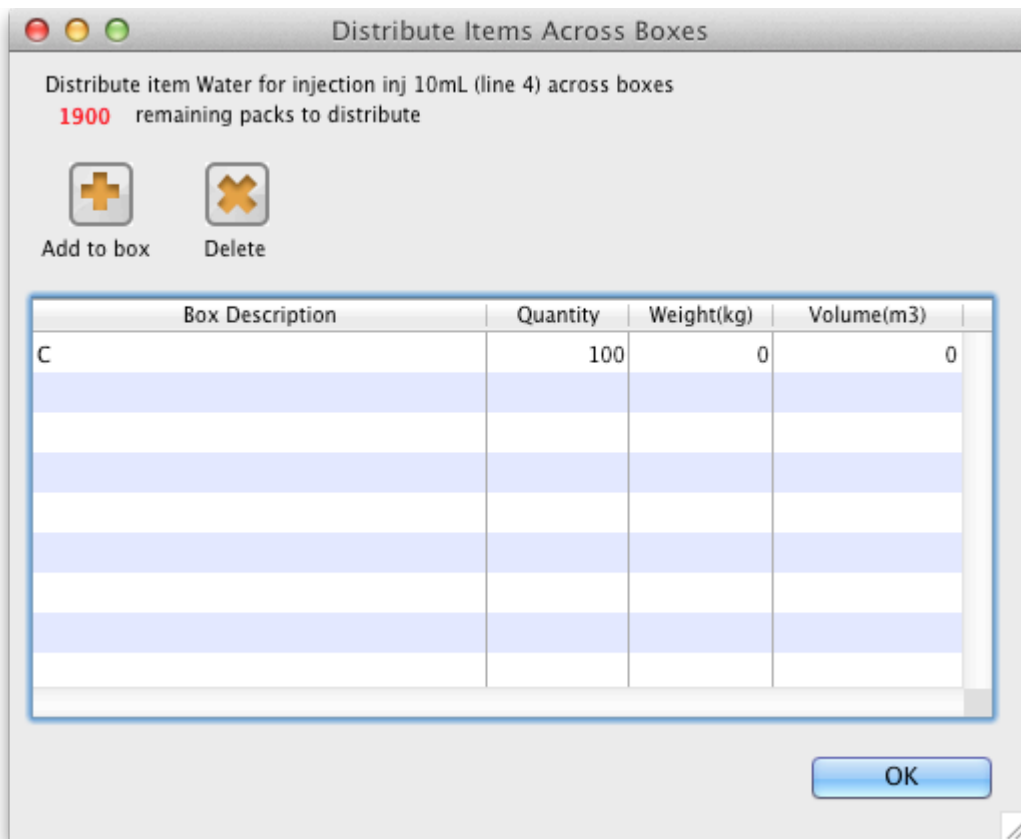 Distribute Items Across Boxes
Distribute item Water for injection inj 10mL (line 4) across boxes
1900 remaining packs to distribute
Add to box Delete
Box Description Quantity Weight(kg) Volume(m3)
C 100 0 0
OK